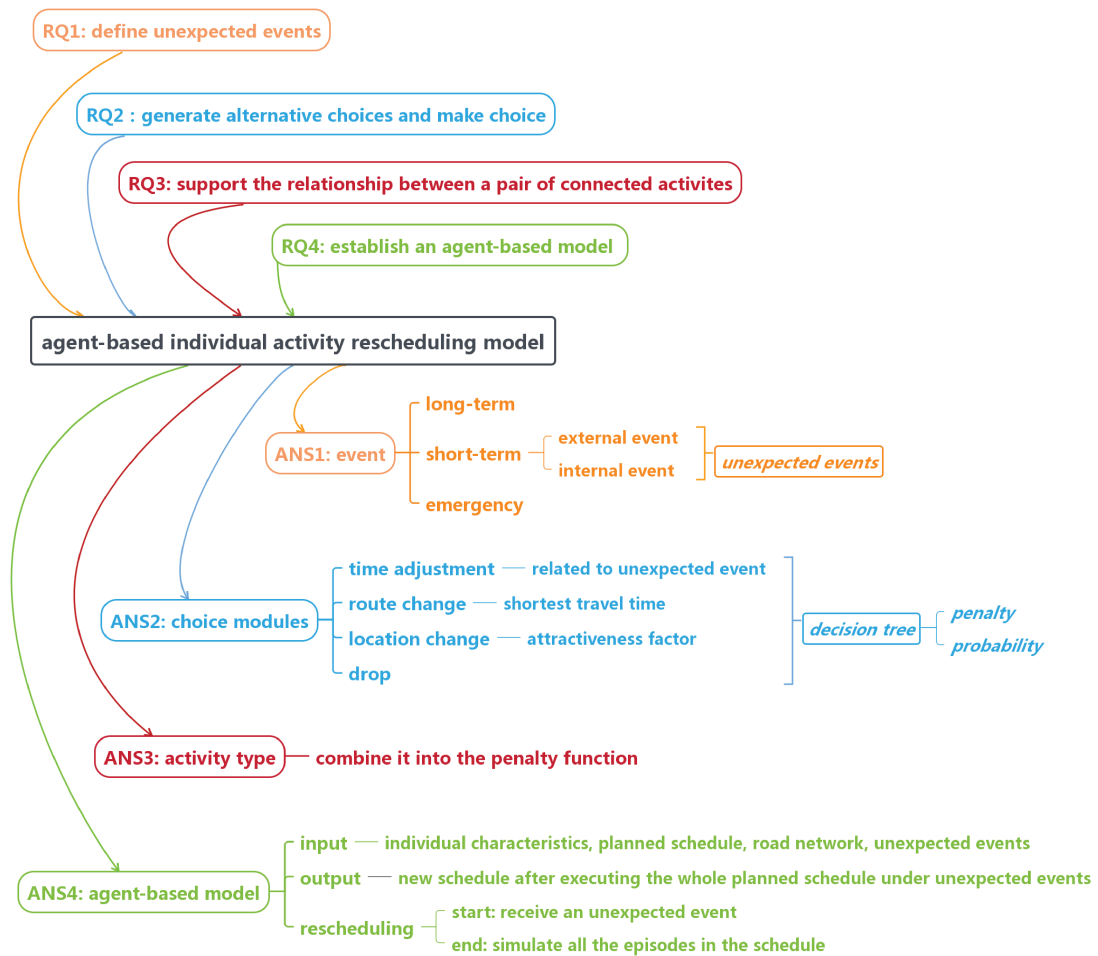 RQ1: define unexpected events
RQ2 : generate alternative choices and make choice
RQ3: support the relationship between a pair of connected activites
RQ4: establish an agent-based model
agent-based individual activity rescheduling model
ANS1: event
long-term
short-term
external event
internal event
unexpected events
emergency
ANS2: choice modules
time adjustment
related to unexpected event
route change
shortest travel time
location change
attractiveness factor
drop
decision tree
penalty
probability
ANS3: activity type
combine it into the penalty function
ANS4: agent-based model
input
individual characteristics, planned schedule, road network, unexpected events
output
new schedule after executing the whole planned schedule under unexpected events
rescheduling
start: receive an unexpected event
end: simulate all the episodes in the schedule